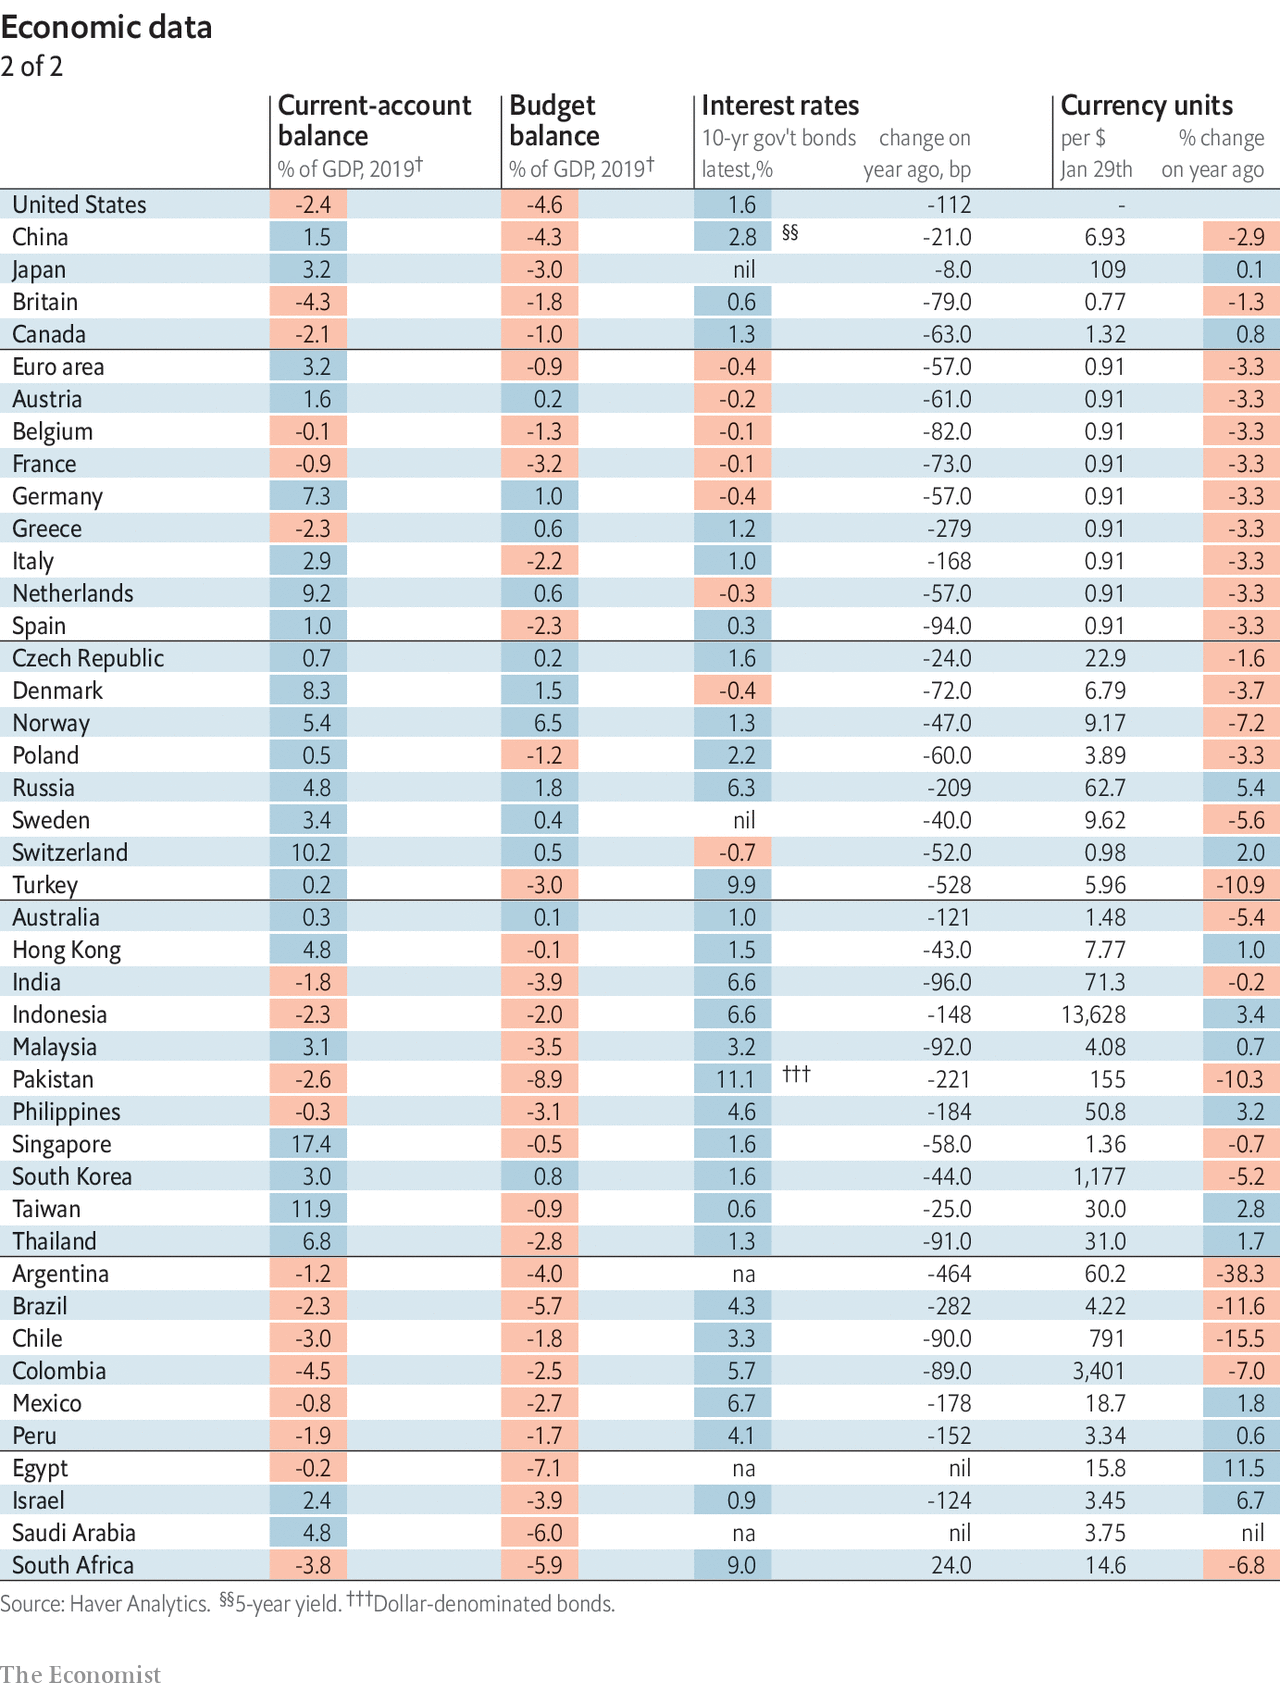 Economic data
2 of 2
Current-account balance % of GDP, 2019† Budget balance % of GDP, 2019† Interest rates 10-yr gov't bonds latest,% change on year ago, bp Currency units per $ Jan 29th % change on year ago
United States -2.4 -4.6 1.6 -112 -
China 1.5 -4.3 2.8 §§ -21.0 6.93 -2.9
Japan 3.2 -3.0 nil -8.0 109 0.1
Britain -4.3 -1.8 0.6 -79.0 0.77 -1.3
Canada -2.1 -1.0 1.3 -63.0 1.32 0.8
Euro area 3.2 -0.9 -0.4 -57.0 0.91 -3.3
Austria 1.6 0.2 -0.2 -61.0 0.91 -3.3
Belgium -0.1 -1.3 -0.1 -82.0 0.91 -3.3
France -0.9 -3.2 -0.1 -73.0 0.91 -3.3
Germany 7.3 1.0 -0.4 -57.0 0.91 -3.3
Greece -2.3 0.6 1.2 -279 0.91 -3.3
Italy 2.9 -2.2 1.0 -168 0.91 -3.3
Netherlands 9.2 0.6 -0.3 -57.0 0.91 -3.3
Spain 1.0 -2.3 0.3 -94.0 0.91 -3.3
Czech Republic 0.7 0.2 1.6 -24.0 22.9 -1.6
Denmark 8.3 1.5 -0.4 -72.0 6.79 -3.7
Norway 5.4 6.5 1.3 -47.0 9.17 -7.2
Poland 0.5 -1.2 2.2 -60.0 3.89 -3.3
Russia 4.8 1.8 6.3 -209 62.7 5.4
Sweden 3.4 0.4 nil -40.0 9.62 -5.6
Switzerland 10.2 0.5 -0.7 -52.0 0.98 2.0
Turkey 0.2 -3.0 9.9 -528 5.96 -10.9
Australia 0.3 0.1 1.0 -121 1.48 -5.4
Hong Kong 4.8 -0.1 1.5 -43.0 7.77 1.0
India -1.8 -3.9 6.6 -96.0 71.3 -0.2
Indonesia -2.3 -2.0 6.6 -148 13,628 3.4
Malaysia 3.1 -3.5 3.2 -92.0 4.08 0.7
Pakistan -2.6 -8.9 11.1 ††† -221 155 -10.3
Philippines -0.3 -3.1 4.6 -184 50.8 3.2
Singapore 17.4 -0.5 1.6 -58.0 1.36 -0.7
South Korea 3.0 0.8 1.6 -44.0 1,177 -5.2
Taiwan 11.9 -0.9 0.6 -25.0 30.0 2.8
Thailand 6.8 -2.8 1.3 -91.0 31.0 1.7
Argentina -1.2 -4.0 na -464 60.2 -38.3
Brazil -2.3 -5.7 4.3 -282 4.22 -11.6
Chile -3.0 -1.8 3.3 -90.0 791 -15.5
Colombia -4.5 -2.5 5.7 -89.0 3,401 -7.0
Mexico -0.8 -2.7 6.7 -178 18.7 1.8
Peru -1.9 -1.7 4.1 -152 3.34 0.6
Egypt -0.2 -7.1 na nil 15.8 11.5
Israel 2.4 -3.9 0.9 -124 3.45 6.7
Saudi Arabia 4.8 -6.0 na nil 3.75 nil
South Africa -3.8 -5.9 9.0 24.0 14.6 -6.8
Source: Haver Analytics. §§5-year yield. †††Dollar-denominated bonds.
The Economist